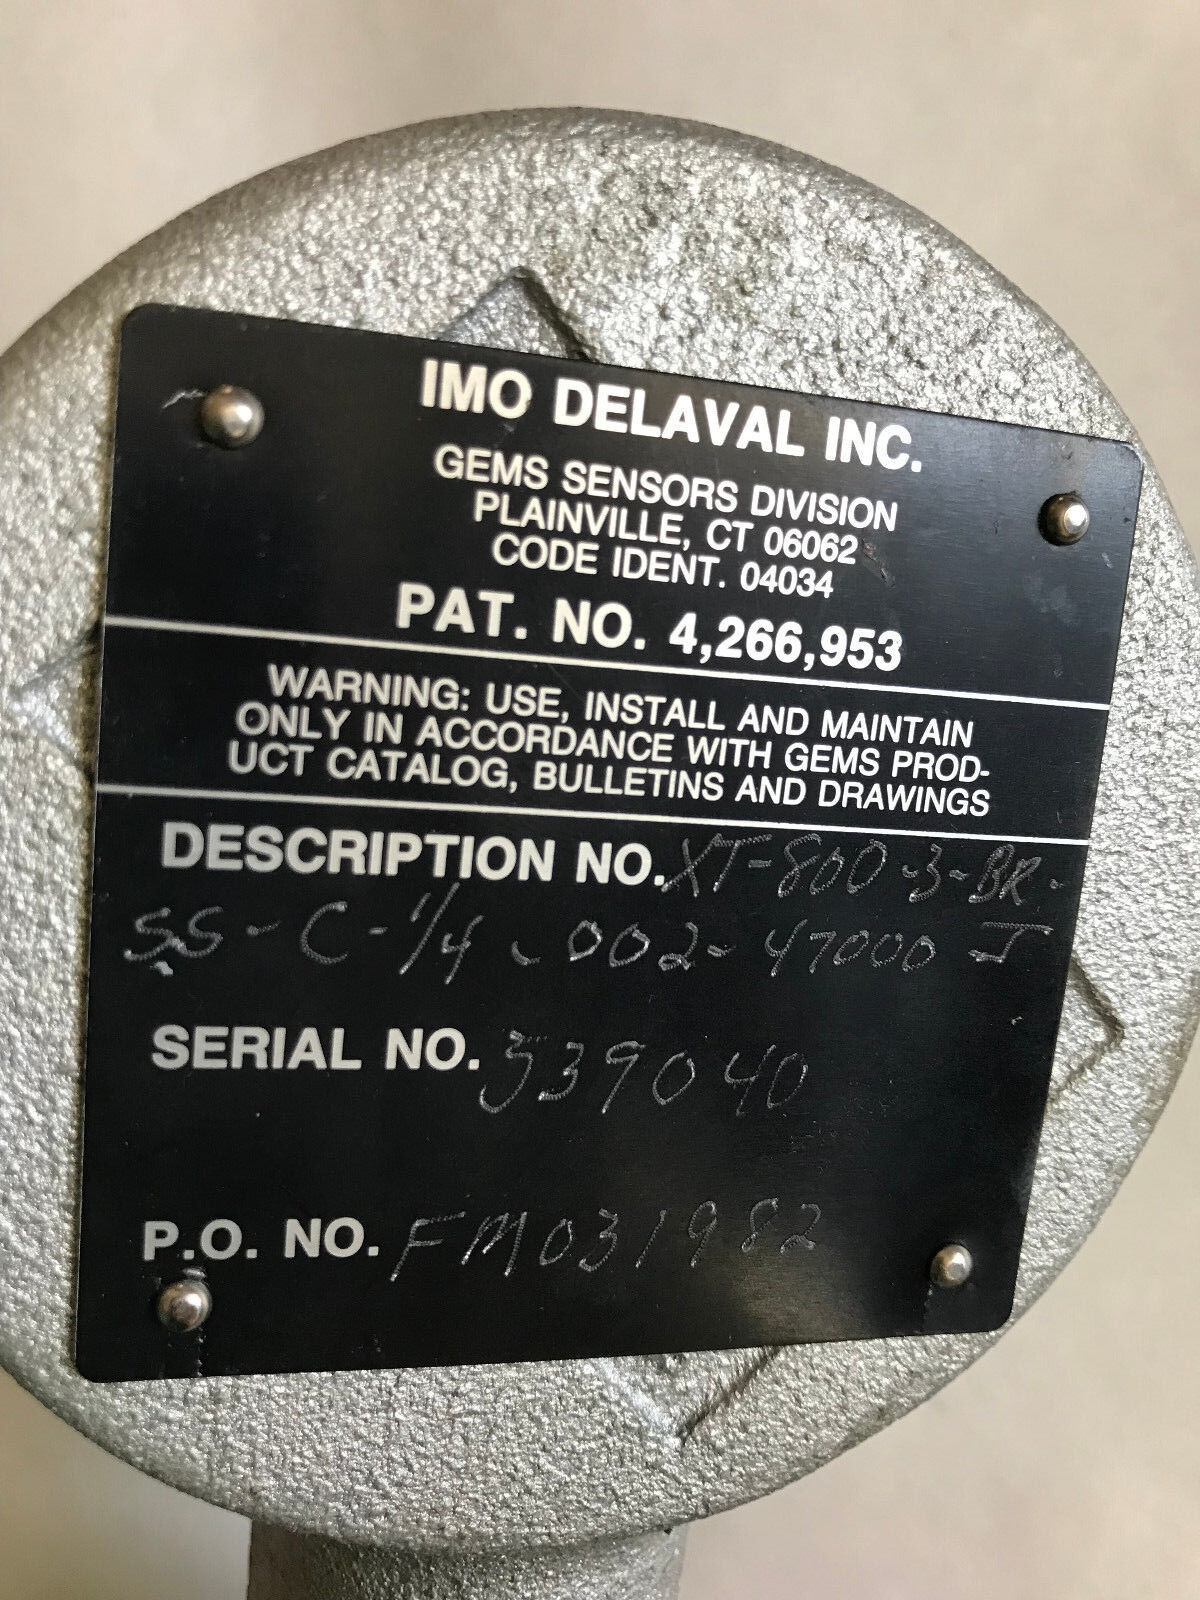 IMO DELAVAL INC.
GEMS SENSORS DIVISION
PLAINVILLE, CT 06062
CODE IDENT. 04034
PAT. NO. 4,266,953
WARNING: USE, INSTALL AND MAINTAIN
ONLY IN ACCORDANCE WITH GEMS PROD-
UCT CATALOG, BULLETINS AND DRAWINGS
DESCRIPTION NO. XT-800-3-BR-
SS-C-1/4-.002-47000 J
SERIAL NO. 539040
P.O. NO. FM031982